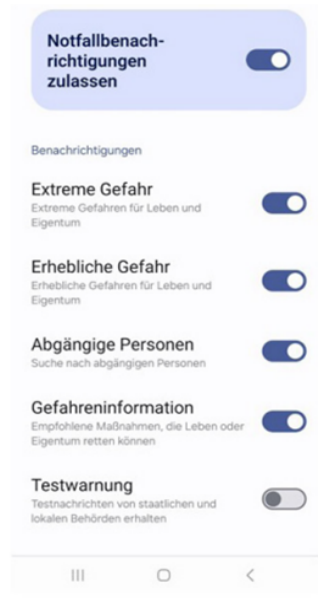 Notfallbenach-
richtigungen
zulassen
Benachrichtigungen
Extreme Gefahr
Extreme Gefahren für Leben und
Eigentum
Erhebliche Gefahr
Erhebliche Gefahren für Leben und
Eigentum
Abgängige Personen
Suche nach abgängigen Personen
Gefahreninformation
Empfohlene Maßnahmen, die Leben oder
Eigentum retten können
Testwarnung
Testnachrichten von staatlichen und
lokalen Behörden erhalten